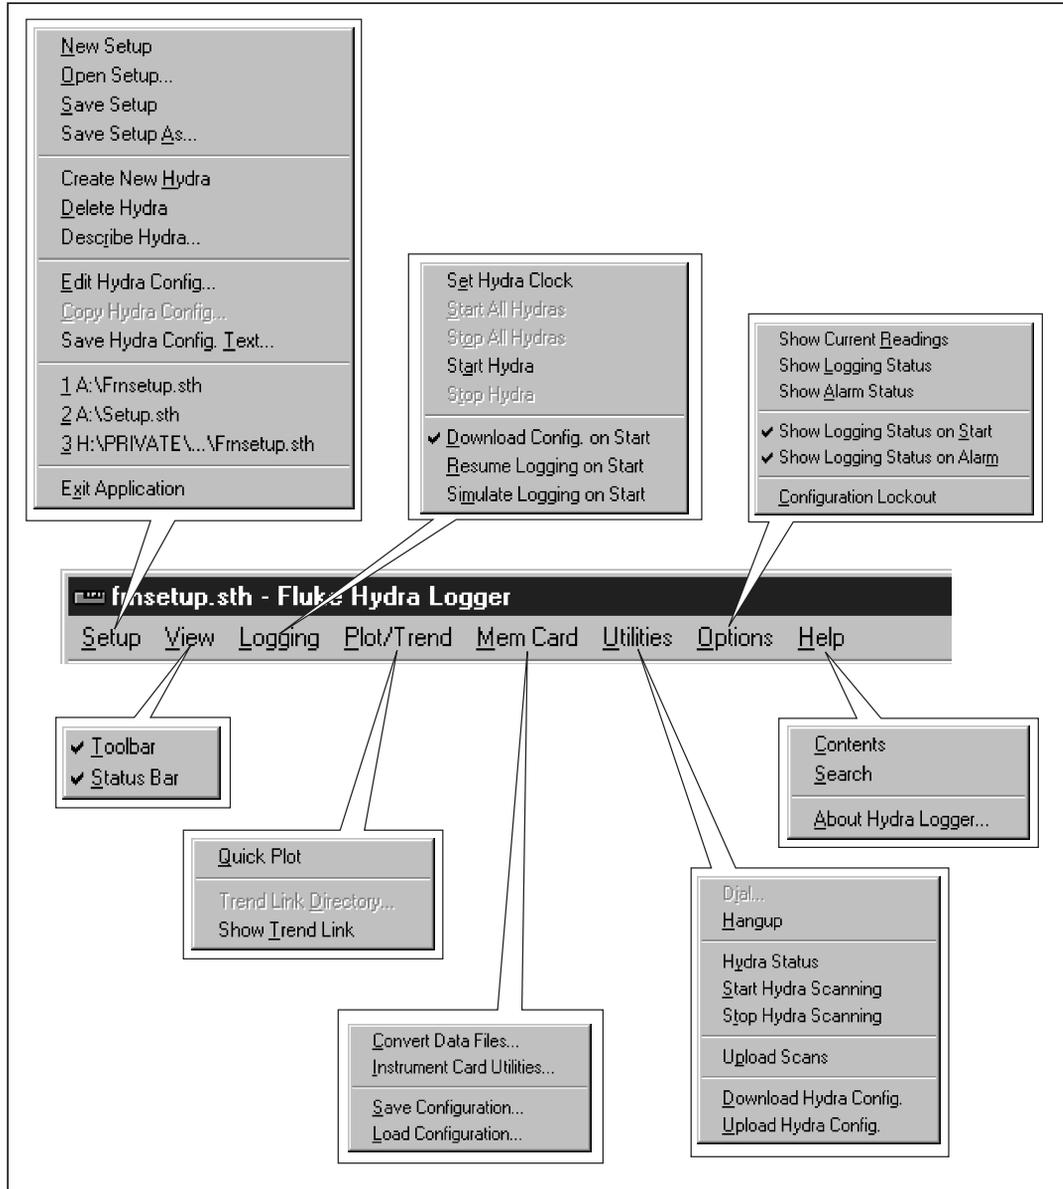 New Setup
Open Setup...
Save Setup
Save Setup As...
Create New Hydra
Delete Hydra
Describe Hydra...
Edit Hydra Config...
Copy Hydra Config...
Save Hydra Config. Text...
1 A:\Frnsetup.sth
2 A:\Setup.sth
3 H:\PRIVATE\...\Frnsetup.sth
Exit Application
Set Hydra Clock
Start All Hydras
Stop All Hydras
Start Hydra
Stop Hydra
Download Config. on Start
Resume Logging on Start
Simulate Logging on Start
Show Current Readings
Show Logging Status
Show Alarm Status
Show Logging Status on Start
Show Logging Status on Alarm
Configuration Lockout
frnsetup.sth - Fluke Hydra Logger
Setup View Logging Plot/Trend Mem Card Utilities Options Help
Toolbar
Status Bar
Quick Plot
Trend Link Directory...
Show Trend Link
Convert Data Files...
Instrument Card Utilities...
Save Configuration...
Load Configuration...
Dial...
Hangup
Hydra Status
Start Hydra Scanning
Stop Hydra Scanning
Upload Scans
Download Hydra Config.
Upload Hydra Config.
Contents
Search
About Hydra Logger...